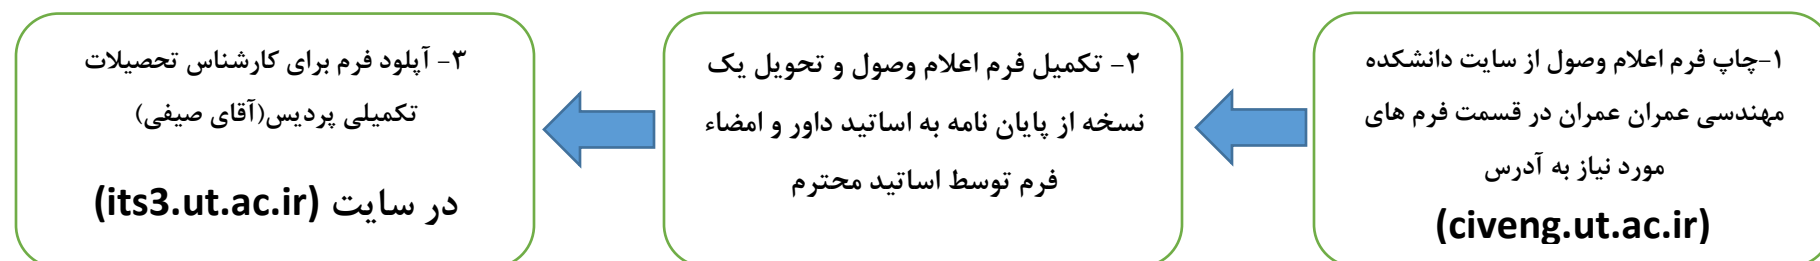 ۱-چاپ فرم اعلام وصول از سایت دانشکده
مهندسی عمران عمران در قسمت فرم های
مورد نیاز به آدرس
(civeng.ut.ac.ir)
۲- تکمیل فرم اعلام وصول و تحویل یک
نسخه از پایان نامه به اساتید داور و امضاء
فرم توسط اساتید محترم
۳- آپلود فرم برای کارشناس تحصیلات
تکمیلی پردیس(آقای صیفی)
در سایت (its3.ut.ac.ir)